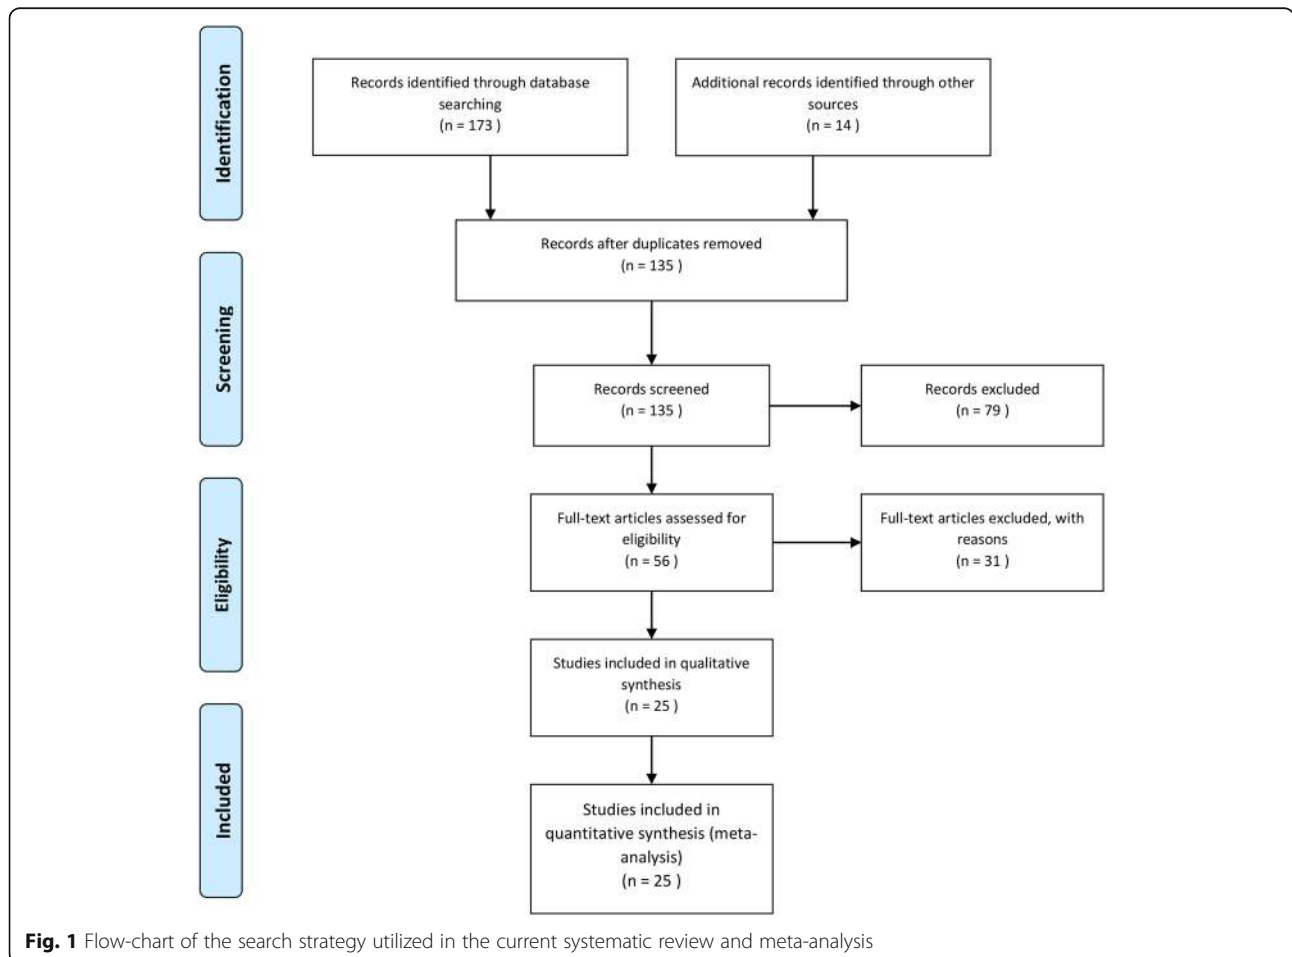 Identification
Records identified through database
searching
(n = 173 )
Additional records identified through other
sources
(n = 14 )
Records after duplicates removed
(n = 135 )
Screening
Records screened
(n = 135 )
Records excluded
(n = 79 )
Eligibility
Full-text articles assessed for
eligibility
(n = 56 )
Full-text articles excluded, with
reasons
(n = 31 )
Studies included in qualitative
synthesis
(n = 25 )
Included
Studies included in
quantitative synthesis (meta-
analysis)
(n = 25 )
Fig. 1 Flow-chart of the search strategy utilized in the current systematic review and meta-analysis